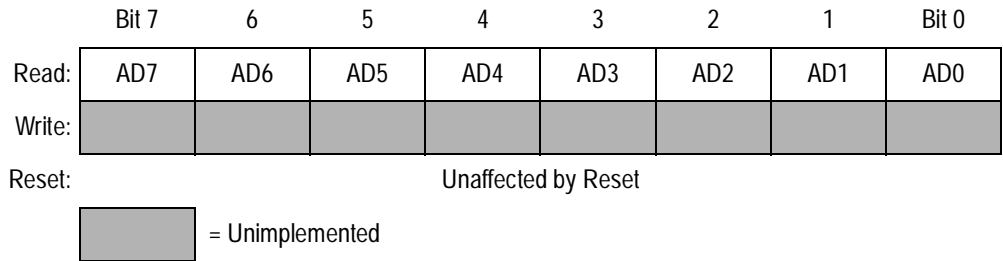 Bit 7 6 5 4 3 2 1 Bit 0
Read: AD7 AD6 AD5 AD4 AD3 AD2 AD1 AD0
Write:
Reset: Unaffected by Reset
= Unimplemented